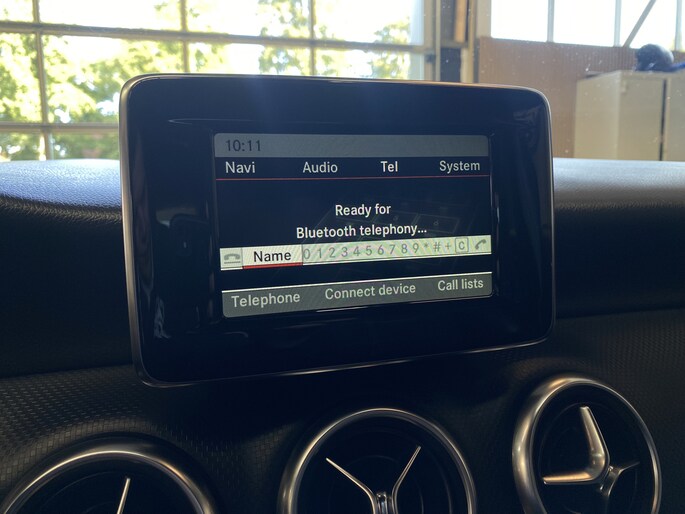 10:11
Navi Audio Tel System
Ready for
Bluetooth telephony...
Name 0 1 2 3 4 5 6 7 8 9 * # + C
Telephone Connect device Call lists